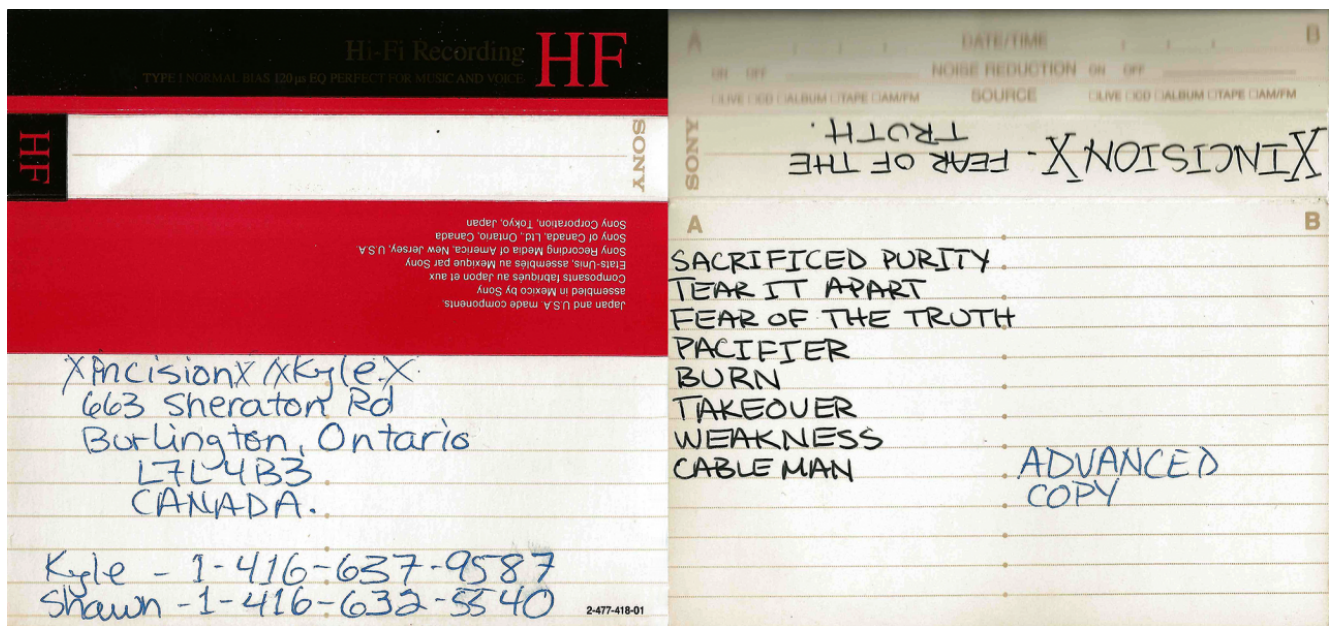 Hi-Fi Recording HF
TYPE I NORMAL BIAS 120 µs EQ PERFECT FOR MUSIC AND VOICE
HF
SONY
Sony Corporation, Tokyo, Japan
Sony of Canada, Ltd., Ontario, Canada
Sony Recording Media of America, New Jersey, U.S.A
Etats-Unis, assemblés au Mexique par Sony
Composants fabriqués au Japon et aux
assembled in Mexico by Sony
Japan and U.S.A. made components,
XIncisionX /XKyleX
663 Sheraton Rd
Burlington, Ontario
L7L 4B3
CANADA.
Kyle - 1-416-637-9587
Shawn - 1-416-632-5540
2-477-418-01
A DATE/TIME B
ON OFF NOISE REDUCTION ON OFF
□LIVE □CD □ALBUM □TAPE □AM/FM SOURCE □LIVE □CD □ALBUM □TAPE □AM/FM
SONY
XINCISIONX - FEAR OF THE
TRUTH.
A B
SACRIFICED PURITY
TEAR IT APART
FEAR OF THE TRUTH
PACIFIER
BURN
TAKEOVER
WEAKNESS
CABLE MAN
ADVANCED
COPY